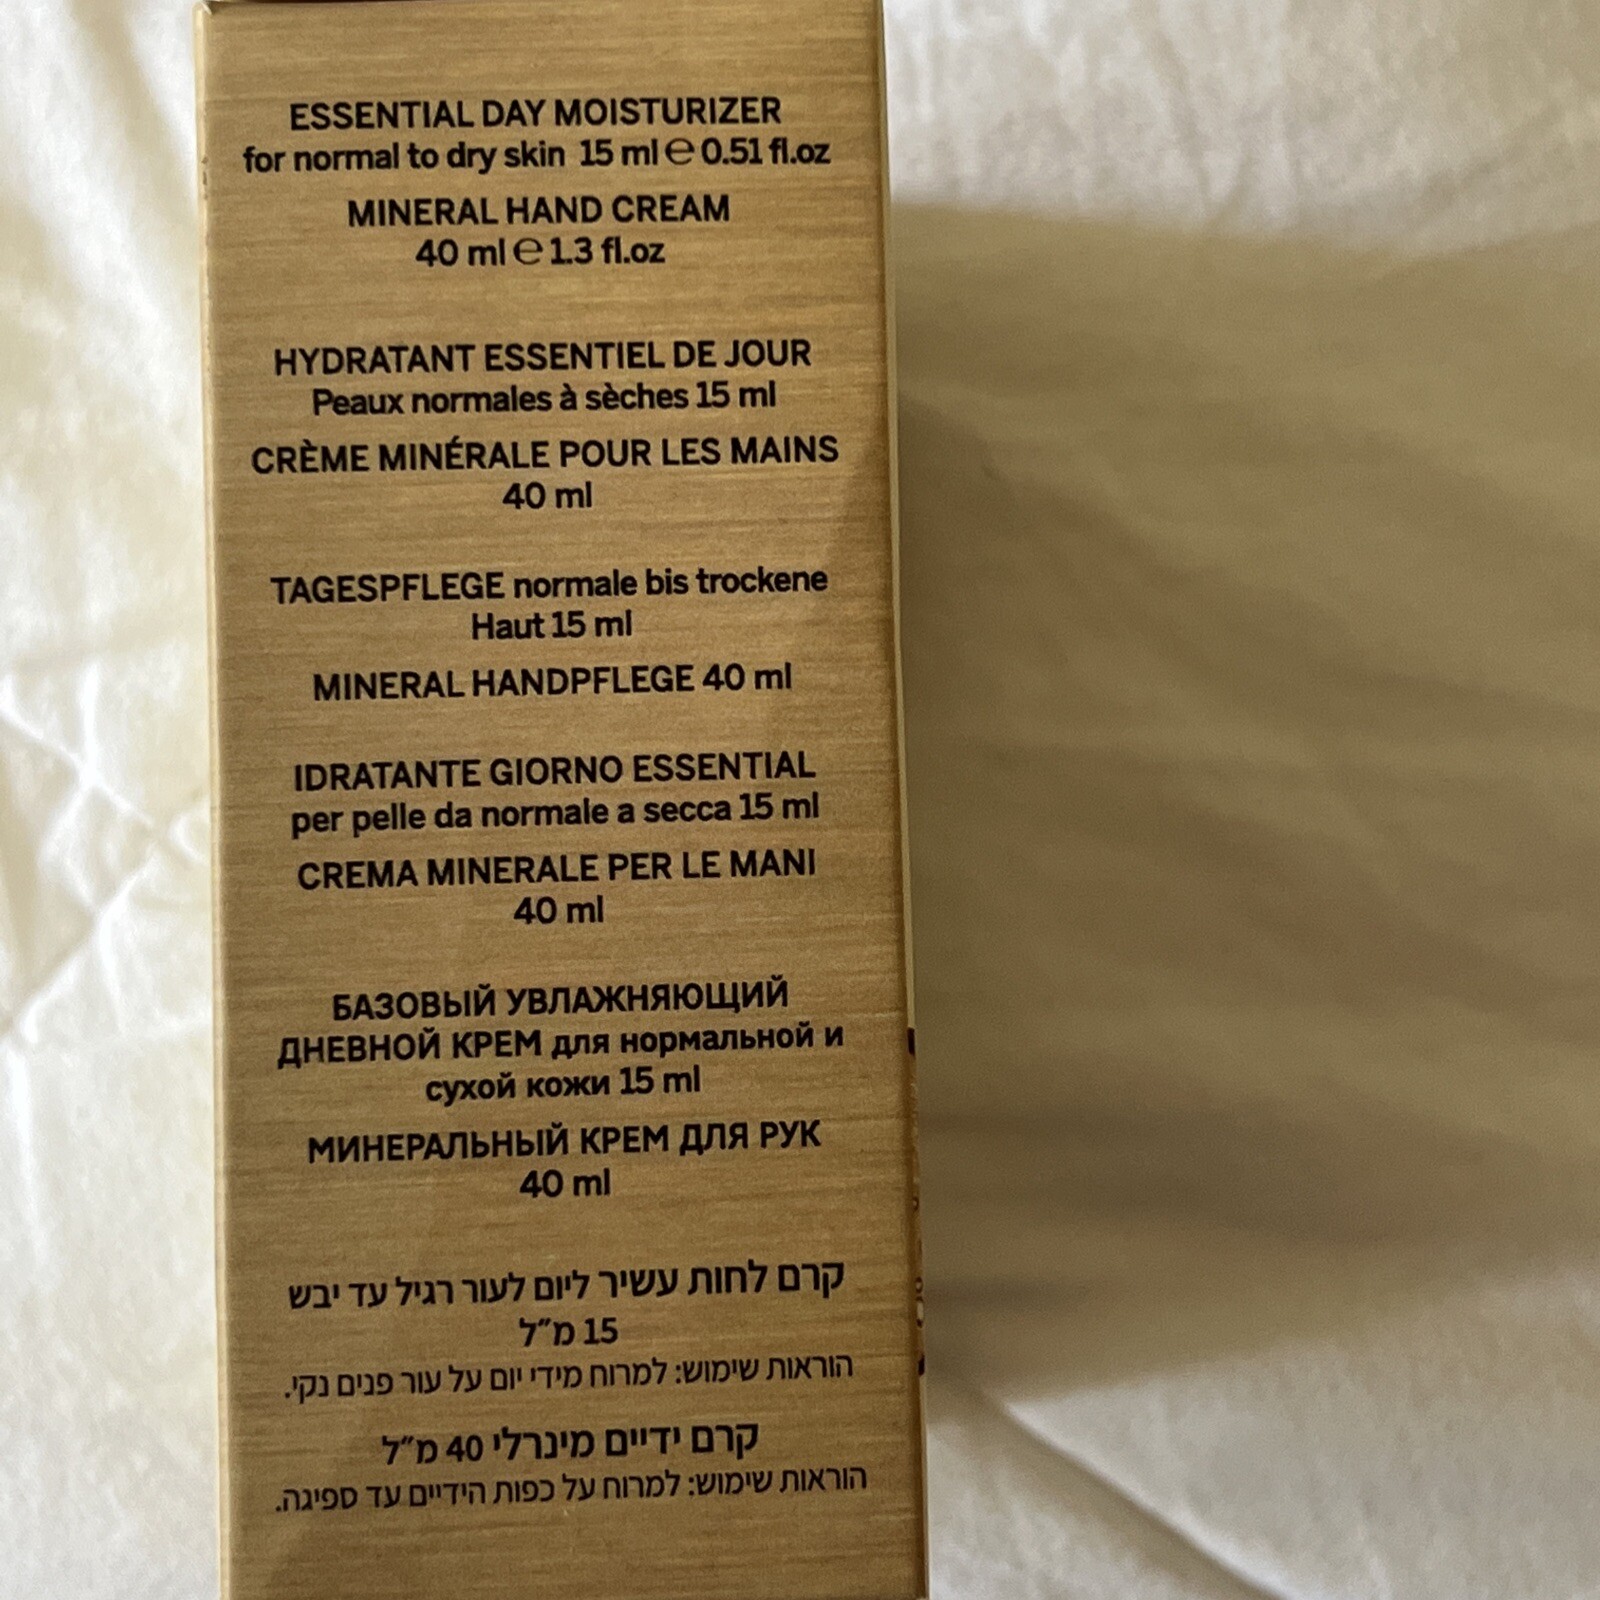 ESSENTIAL DAY MOISTURIZER
for normal to dry skin 15 ml ℮ 0.51 fl.oz
MINERAL HAND CREAM
40 ml ℮ 1.3 fl.oz
HYDRATANT ESSENTIEL DE JOUR
Peaux normales à sèches 15 ml
CRÈME MINÉRALE POUR LES MAINS
40 ml
TAGESPFLEGE normale bis trockene
Haut 15 ml
MINERAL HANDPFLEGE 40 ml
IDRATANTE GIORNO ESSENTIAL
per pelle da normale a secca 15 ml
CREMA MINERALE PER LE MANI
40 ml
БАЗОВЫЙ УВЛАЖНЯЮЩИЙ
ДНЕВНОЙ КРЕМ для нормальной и
сухой кожи 15 ml
МИНЕРАЛЬНЫЙ КРЕМ ДЛЯ РУК
40 ml
קרם לחות עשיר ליום לעור רגיל עד יבש
15 מ״ל
הוראות שימוש: למרוח מידי יום על עור פנים נקי.
קרם ידיים מינרלי 40 מ״ל
הוראות שימוש: למרוח על כפות הידיים עד ספיגה.